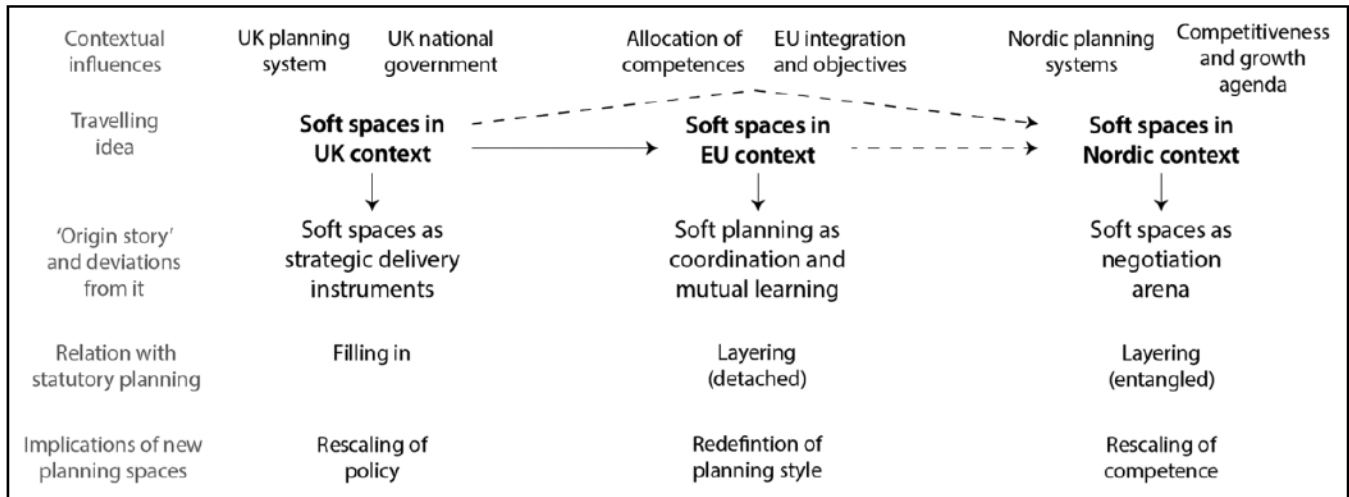 Contextual
influences
UK planning
system
UK national
government
Allocation of
competences
EU integration
and objectives
Nordic planning
systems
Competitiveness
and growth
agenda
Travelling
idea
Soft spaces in
UK context
Soft spaces in
EU context
Soft spaces in
Nordic context
‘Origin story’
and deviations
from it
Soft spaces as
strategic delivery
instruments
Soft planning as
coordination and
mutual learning
Soft spaces as
negotiation
arena
Relation with
statutory planning
Filling in
Layering
(detached)
Layering
(entangled)
Implications of new
planning spaces
Rescaling of
policy
Redefintion of
planning style
Rescaling of
competence